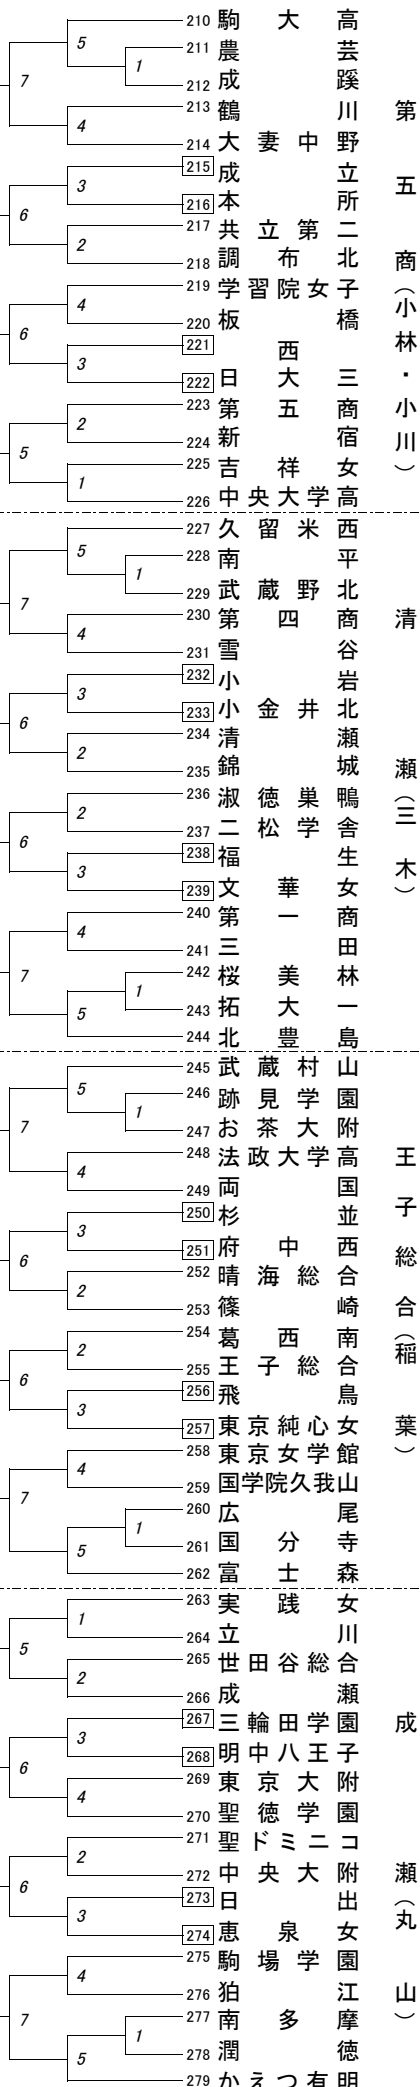 210 駒大高
211 農芸
212 成蹊
213 鶴川
214 大妻中野
215 成立
216 本所
217 共立第二
218 調布北
219 学習院女子
220 板橋
221 西
222 日大三
223 第五商
224 新宿
225 吉祥女
226 中央大学高
5
1
7
4
3
6
2
4
6
3
2
5
1
第五商（小林・小川）
227 久留米西
228 南平
229 武蔵野北
230 第四商
231 雪谷
232 小岩
233 小金井北
234 清瀬
235 錦城
236 淑徳巣鴨
237 二松学舎
238 福生
239 文華女
240 第一商
241 三田
242 桜美林
243 拓大一
244 北豊島
5
1
7
4
3
6
2
2
6
3
4
7
1
5
清瀬（三木）
245 武蔵村山
246 跡見学園
247 お茶大附
248 法政大学高
249 両国
250 杉並
251 府中西
252 晴海総合
253 篠崎
254 葛西南
255 王子総合
256 飛鳥
257 東京純心女
258 東京女学館
259 国学院久我山
260 広尾
261 国分寺
262 富士森
5
1
7
4
3
6
2
2
6
3
4
7
1
5
王子総合（稲葉）
263 実践女
264 立川
265 世田谷総合
266 成瀬
267 三輪田学園
268 明中八王子
269 東京大附
270 聖徳学園
271 聖ドミニコ
272 中央大附
273 日出
274 恵泉女
275 駒場学園
276 狛江
277 南多摩
278 潤徳
279 かえつ有明
1
5
2
3
6
4
2
6
3
4
7
1
5
成瀬（丸山）